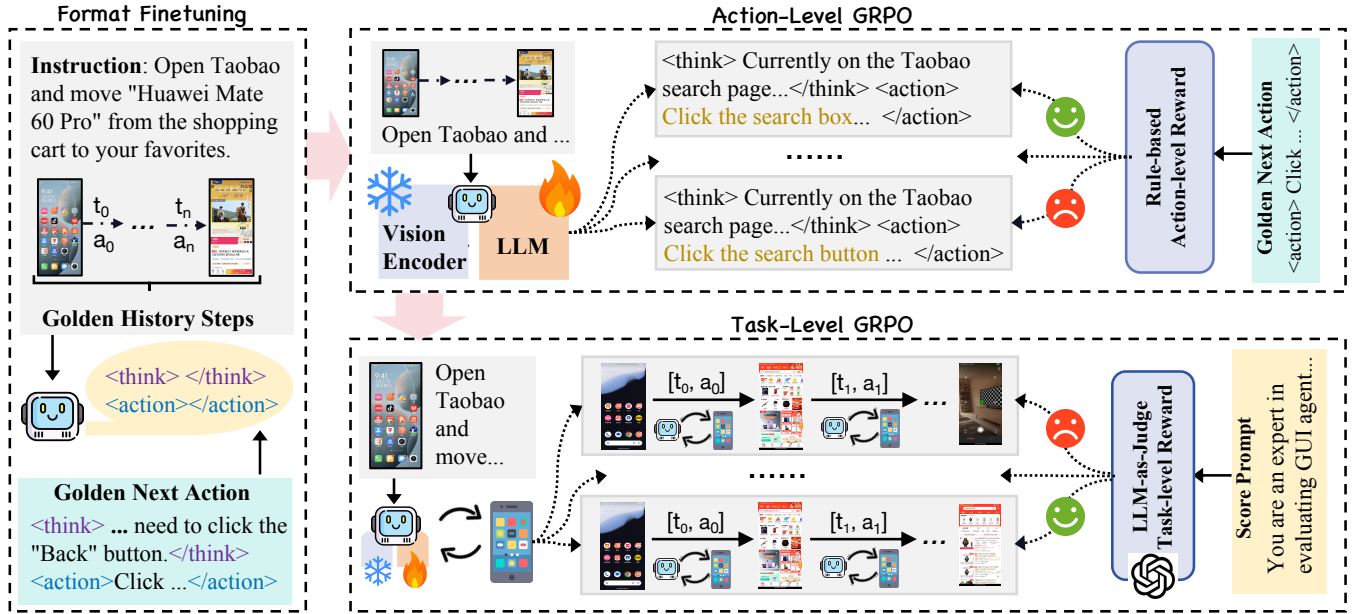 Format Finetuning
Instruction: Open Taobao
and move "Huawei Mate
60 Pro" from the shopping
cart to your favorites.
t0
a0
...
tn
an
Golden History Steps
<think> </think>
<action></action>
Golden Next Action
<think> ... need to click the
"Back" button.</think>
<action>Click ...</action>
Action-Level GRPO
...
Open Taobao and ...
Vision
Encoder
LLM
<think> Currently on the Taobao
search page...</think> <action>
Click the search box... </action>
......
<think> Currently on the Taobao
search page...</think> <action>
Click the search button ... </action>
Rule-based
Action-level Reward
Golden Next Action
<action> Click ... </action>
Task-Level GRPO
Open
Taobao
and
move...
[t0, a0]
[t1, a1]
...
......
[t0, a0]
[t1, a1]
...
LLM-as-Judge
Task-level Reward
Score Prompt
You are an expert in
evaluating GUI agent...